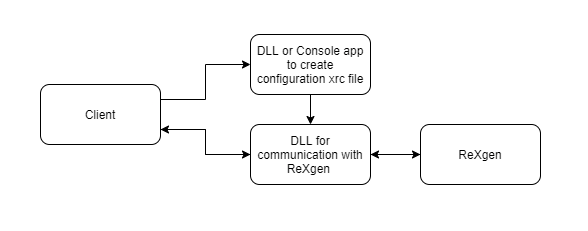 DLL or Console app
to create
configuration xrc file
Client
DLL for
communication with
ReXgen
ReXgen